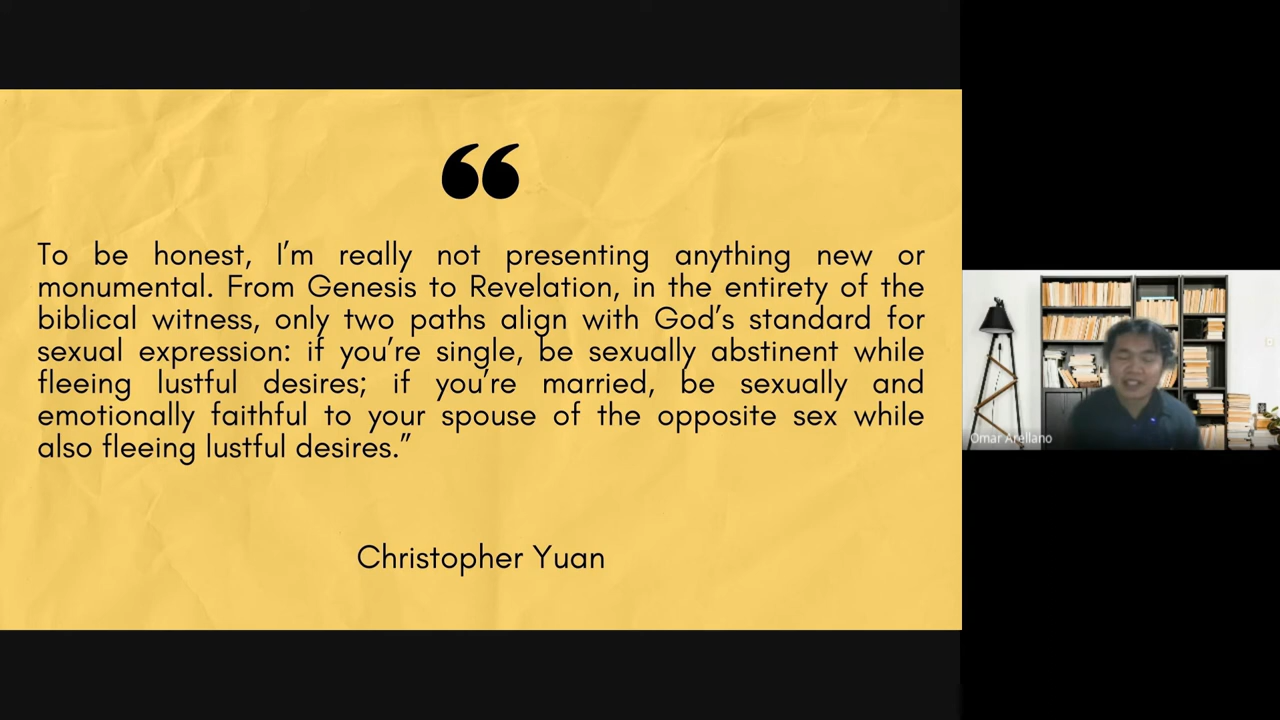 “
To be honest, I’m really not presenting anything new or
monumental. From Genesis to Revelation, in the entirety of the
biblical witness, only two paths align with God’s standard for
sexual expression: if you’re single, be sexually abstinent while
fleeing lustful desires; if you’re married, be sexually and
emotionally faithful to your spouse of the opposite sex while
also fleeing lustful desires.”
Christopher Yuan
Omar Arellano